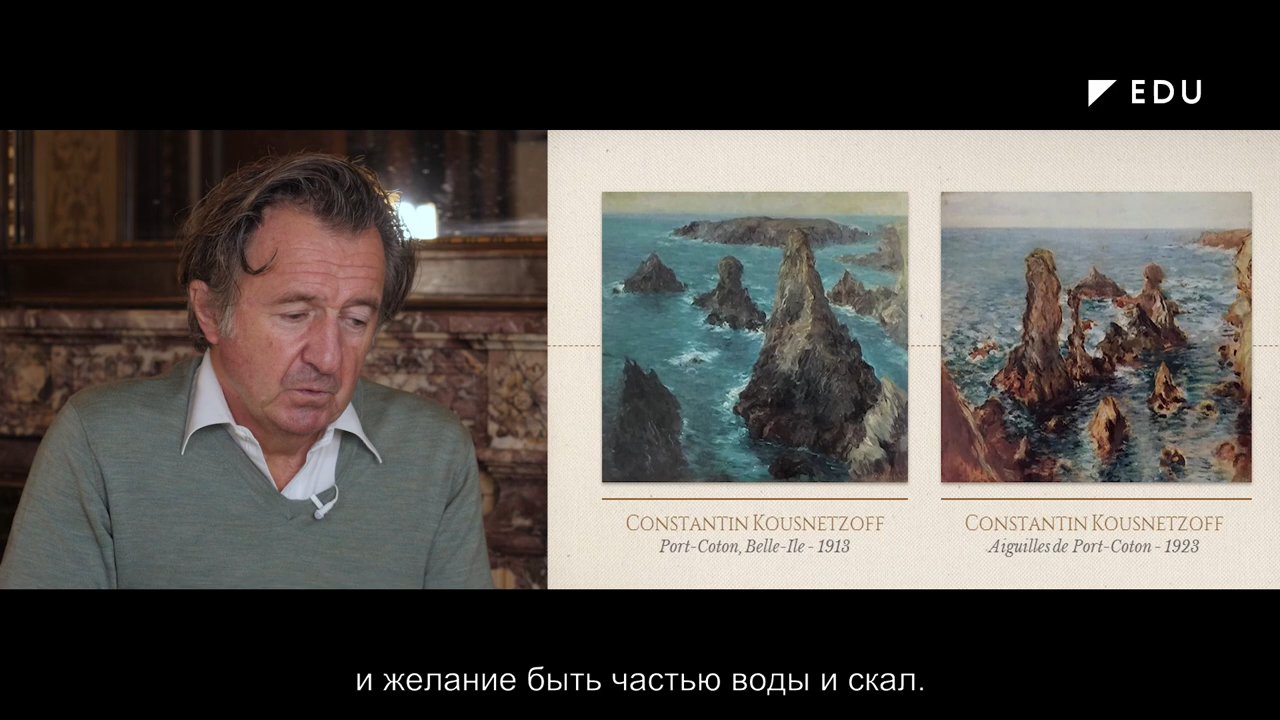 EDU
CONSTANTIN KOUSNETZOFF
Port-Coton, Belle-Ile - 1913
CONSTANTIN KOUSNETZOFF
Aiguilles de Port-Coton - 1923
и желание быть частью воды и скал.